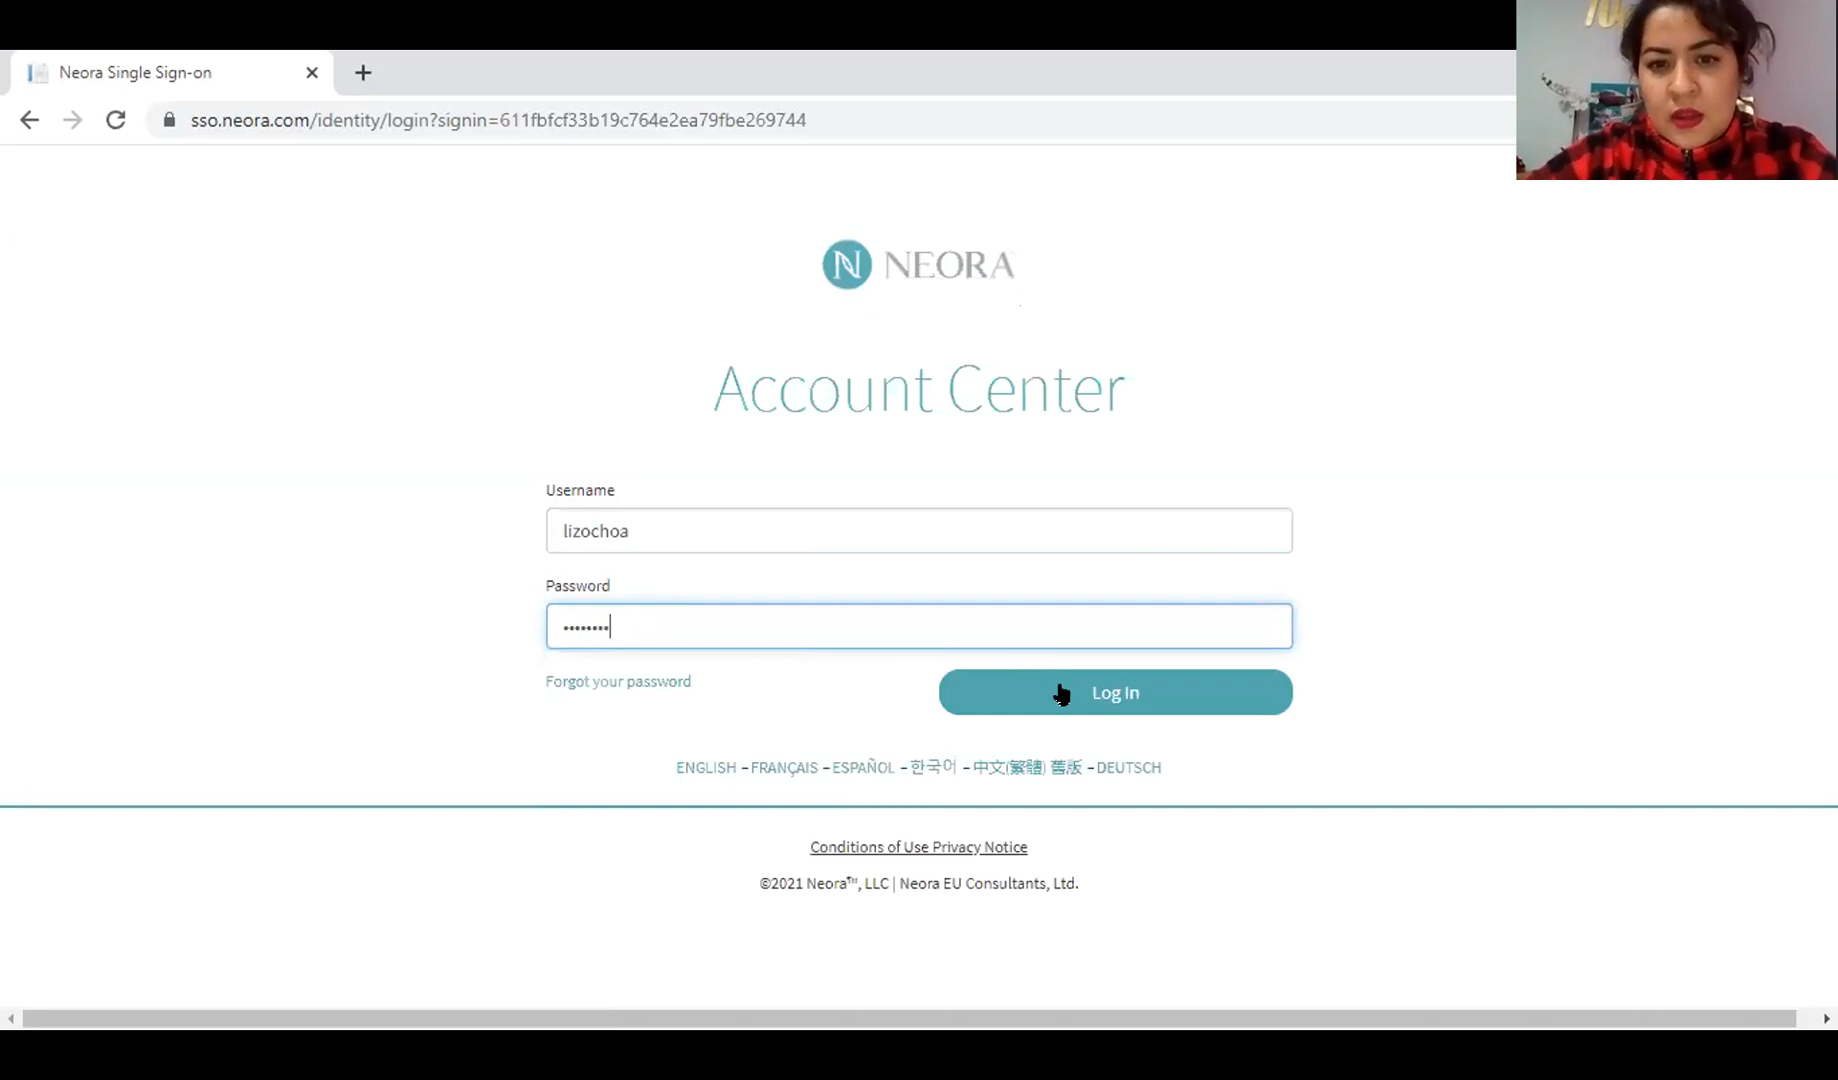 Neora Single Sign-on
sso.neora.com/identity/login?signin=611fbfcf33b19c764e2ea79fbe269744
N NEORA
Account Center
Username
lizochoa
Password
••••••••
Forgot your password
Log In
ENGLISH – FRANÇAIS – ESPAÑOL – 한국어 – 中文(繁體) 舊版 – DEUTSCH
Conditions of Use Privacy Notice
©2021 Neora™, LLC | Neora EU Consultants, Ltd.